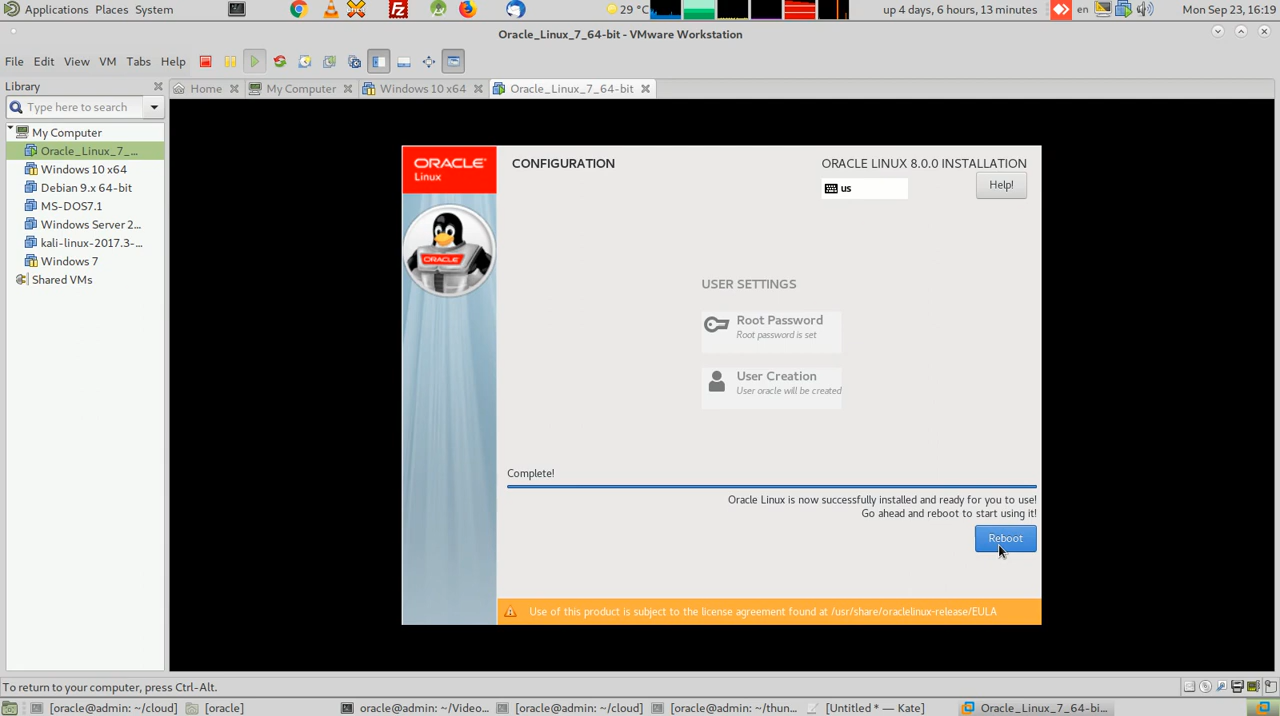 Applications Places System
29 °C
up 4 days, 6 hours, 13 minutes
en
Mon Sep 23, 16:19
Oracle_Linux_7_64-bit - VMware Workstation
File Edit View VM Tabs Help
Library
Type here to search
My Computer
Oracle_Linux_7_...
Windows 10 x64
Debian 9.x 64-bit
MS-DOS7.1
Windows Server 2...
kali-linux-2017.3-...
Windows 7
Shared VMs
Home
My Computer
Windows 10 x64
Oracle_Linux_7_64-bit
ORACLE
Linux
ORACLE
CONFIGURATION
ORACLE LINUX 8.0.0 INSTALLATION
us
Help!
USER SETTINGS
Root Password
Root password is set
User Creation
User oracle will be created
Complete!
Oracle Linux is now successfully installed and ready for you to use!
Go ahead and reboot to start using it!
Reboot
Use of this product is subject to the license agreement found at /usr/share/oraclelinux-release/EULA
To return to your computer, press Ctrl-Alt.
[oracle@admin: ~/cloud]
[oracle]
[oracle@admin: ~/Video...
[oracle@admin: ~/cloud]
[oracle@admin: ~/thun...
[Untitled * — Kate]
Oracle_Linux_7_64-bi...